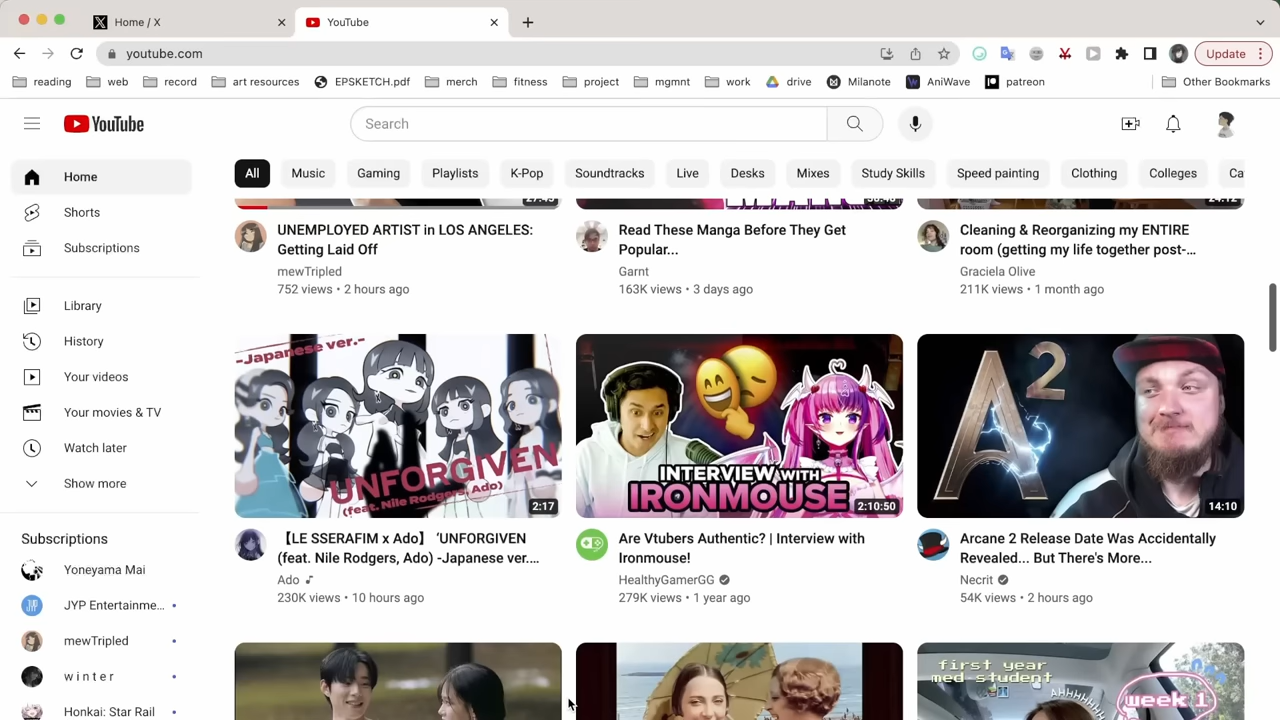 Home / X
YouTube
youtube.com
Update
reading
web
record
art resources
EPSKETCH.pdf
merch
fitness
project
mgmnt
work
drive
Milanote
AniWave
patreon
Other Bookmarks
YouTube
Search
Home
Shorts
Subscriptions
Library
History
Your videos
Your movies & TV
Watch later
Show more
Subscriptions
Yoneyama Mai
JYP Entertainme...
mewTripled
w i n t e r
Honkai: Star Rail
All
Music
Gaming
Playlists
K-Pop
Soundtracks
Live
Desks
Mixes
Study Skills
Speed painting
Clothing
Colleges
Ca
UNEMPLOYED ARTIST in LOS ANGELES:
Getting Laid Off
mewTripled
752 views • 2 hours ago
Read These Manga Before They Get
Popular...
Garnt
163K views • 3 days ago
24:12
Cleaning & Reorganizing my ENTIRE
room (getting my life together post-...
Graciela Olive
211K views • 1 month ago
-Japanese ver.-
UNFORGIVEN
(feat. Nile Rodgers, Ado)
2:17
【LE SSERAFIM x Ado】 ‘UNFORGIVEN
(feat. Nile Rodgers, Ado) -Japanese ver....
Ado
230K views • 10 hours ago
INTERVIEW WITH
IRONMOUSE
2:10:50
Are Vtubers Authentic? | Interview with
Ironmouse!
HealthyGamerGG
279K views • 1 year ago
A2
14:10
Arcane 2 Release Date Was Accidentally
Revealed... But There's More...
Necrit
54K views • 2 hours ago
first year
med student
AHHHHHHH
week 1